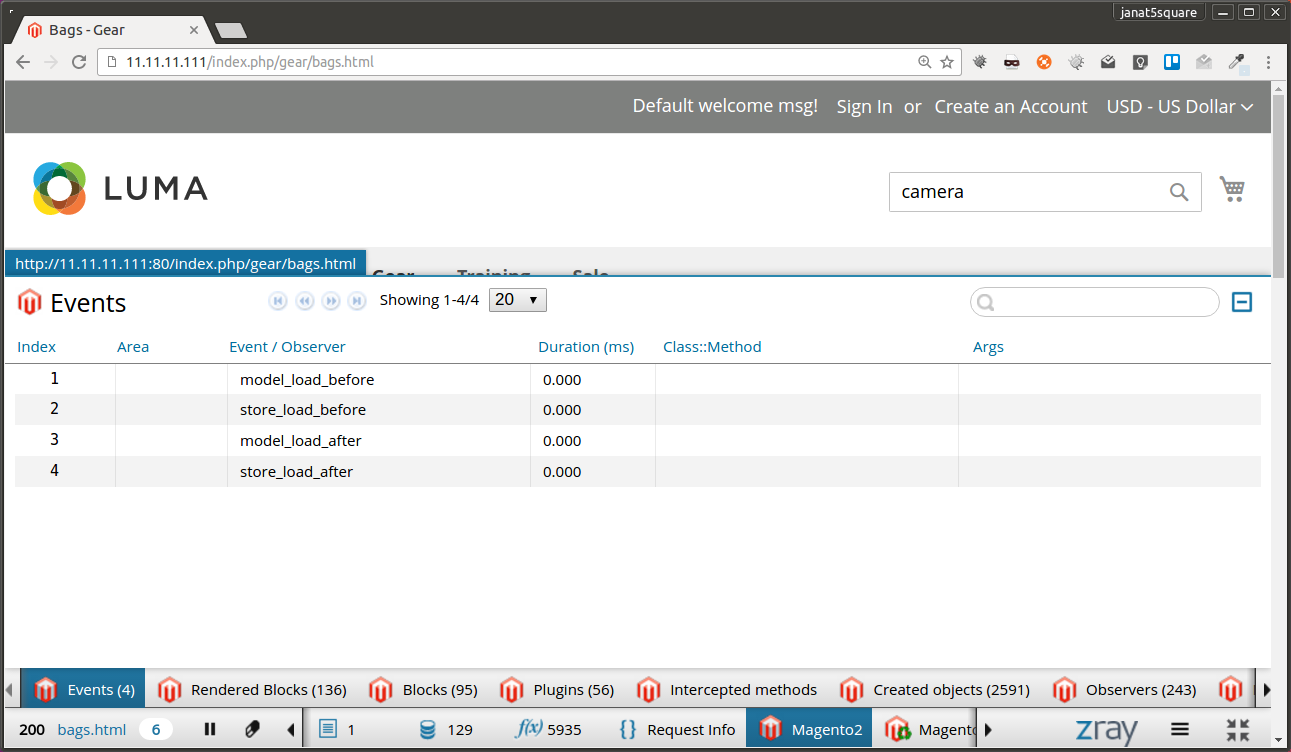 janat5square
Bags - Gear
11.11.11.111/index.php/gear/bags.html
Default welcome msg! Sign In or Create an Account USD - US Dollar
LUMA
camera
http://11.11.11.111:80/index.php/gear/bags.html
Gear Training Sale
Events Showing 1-4/4 20
Index Area Event / Observer Duration (ms) Class::Method Args
1 model_load_before 0.000
2 store_load_before 0.000
3 model_load_after 0.000
4 store_load_after 0.000
Events (4) Rendered Blocks (136) Blocks (95) Plugins (56) Intercepted methods Created objects (2591) Observers (243)
200 bags.html 6 1 129 f(x) 5935 {} Request Info Magento2 Magento zray